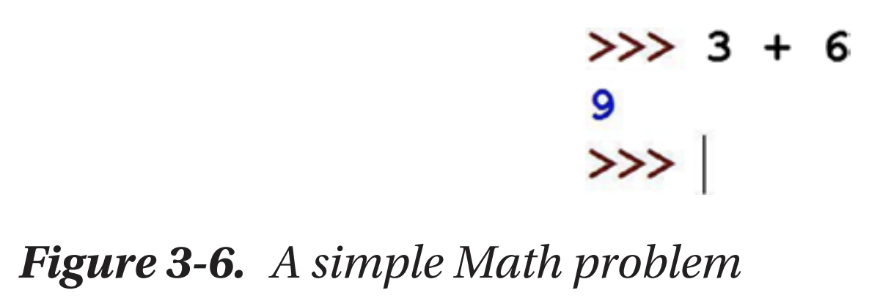 >>> 3 + 6
9
>>>
Figure 3-6. A simple Math problem